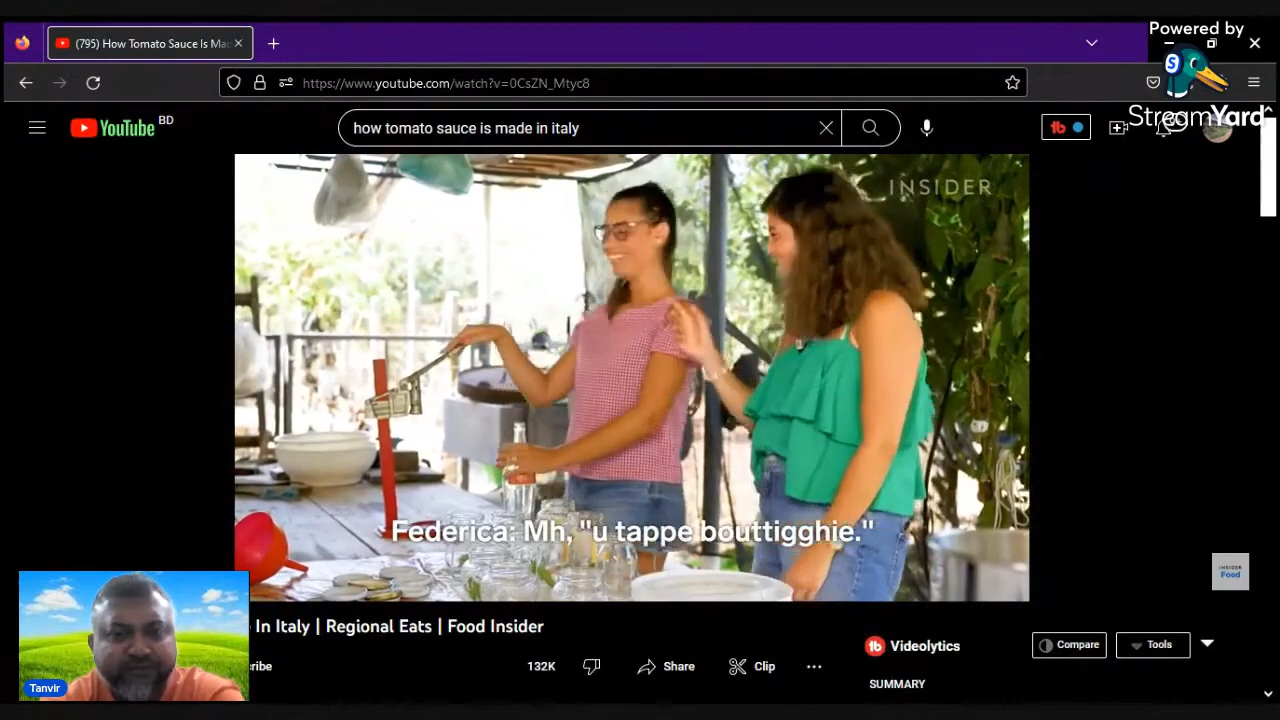 Powered by
(795) How Tomato Sauce Is Mac
https://www.youtube.com/watch?v=0CsZN_Mtyc8
StreamYard
YouTube BD
how tomato sauce is made in italy
INSIDER
Federica: Mh, "u tappe bouttigghie."
INSIDER
Food
In Italy | Regional Eats | Food Insider
Videolytics
Compare
Tools
132K
Share
Clip
SUMMARY
Tanvir